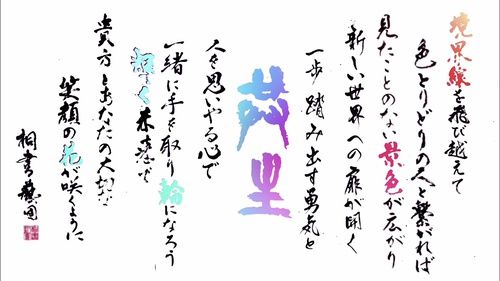 境界線を飛び越えて
色とりどりの人と繋がれば
見たことのない景色が広がり
新しい世界への扉が開く
一歩踏み出す勇気と
共生
人を思いやる心で
一緒に手を取り輪になろう
輝く未来まで
貴方とあなたの大切な
笑顔の花が咲くように